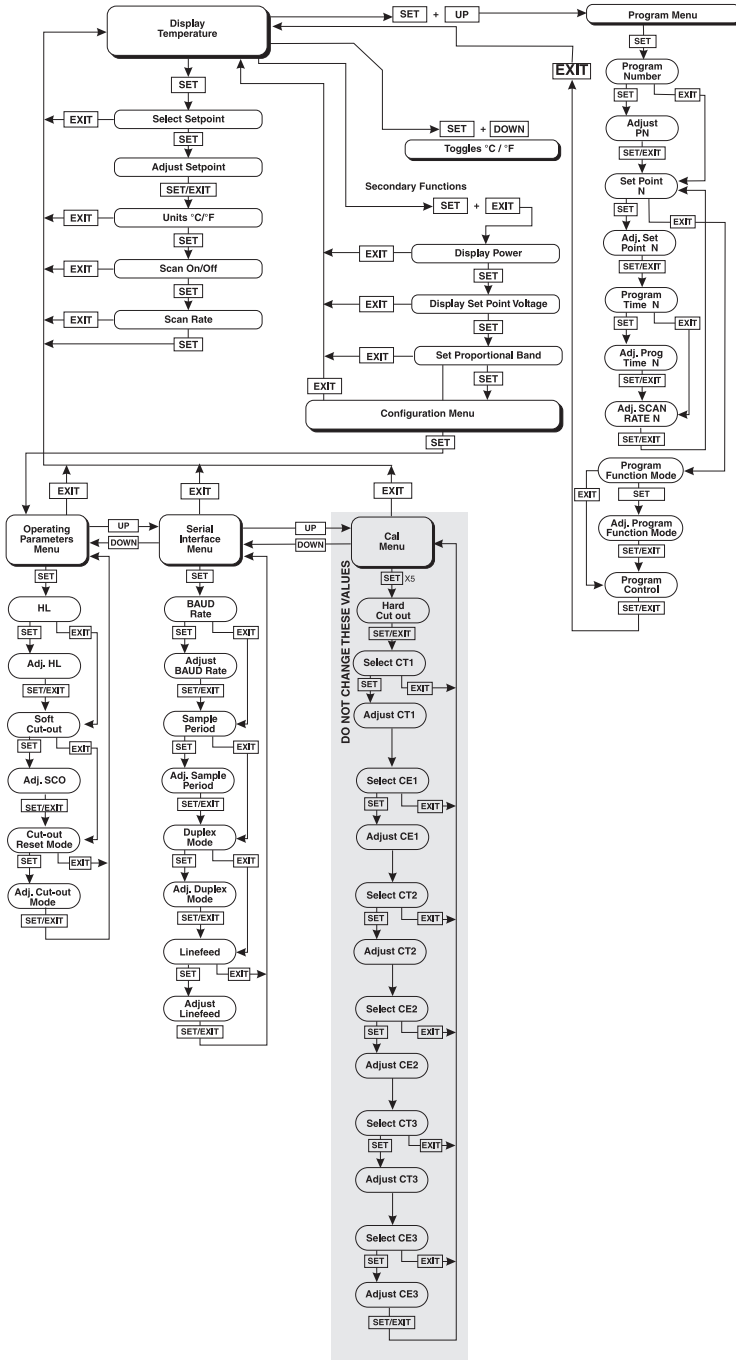 Display
Temperature
SET + UP
Program Menu
SET
EXIT
Select Setpoint
SET
Adjust Setpoint
SET/EXIT
EXIT
Units °C/°F
SET
EXIT
Scan On/Off
SET
EXIT
Scan Rate
SET
SET + DOWN
Toggles °C / °F
Secondary Functions
SET + EXIT
EXIT
Display Power
SET
EXIT
Display Set Point Voltage
SET
EXIT
Set Proportional Band
SET
EXIT
Configuration Menu
SET
EXIT
SET
Program
Number
SET
EXIT
Adjust
PN
SET/EXIT
Set Point
N
SET
EXIT
Adj. Set
Point N
SET/EXIT
Program
Time N
SET
EXIT
Adj. Prog
Time N
SET/EXIT
Adj. SCAN
RATE N
SET/EXIT
Program
Function Mode
EXIT
SET
Adj. Program
Function Mode
SET/EXIT
Program
Control
SET/EXIT
EXIT
EXIT
EXIT
Operating
Parameters
Menu
UP
DOWN
Serial
Interface
Menu
UP
DOWN
Cal
Menu
SET
HL
SET
EXIT
Adj. HL
SET/EXIT
Soft
Cut-out
SET
EXIT
Adj. SCO
SET/EXIT
Cut-out
Reset Mode
SET
EXIT
Adj. Cut-out
Mode
SET/EXIT
SET
BAUD
Rate
SET
EXIT
Adjust
BAUD Rate
SET/EXIT
Sample
Period
SET
EXIT
Adj. Sample
Period
SET/EXIT
Duplex
Mode
SET
EXIT
Adj. Duplex
Mode
SET/EXIT
Linefeed
SET
EXIT
Adjust
Linefeed
SET/EXIT
DO NOT CHANGE THESE VALUES
SET X5
Hard
Cut out
SET/EXIT
Select CT1
SET
EXIT
Adjust CT1
Select CE1
SET
EXIT
Adjust CE1
Select CT2
SET
EXIT
Adjust CT2
Select CE2
SET
EXIT
Adjust CE2
Select CT3
SET
EXIT
Adjust CT3
Select CE3
SET
EXIT
Adjust CE3
SET/EXIT